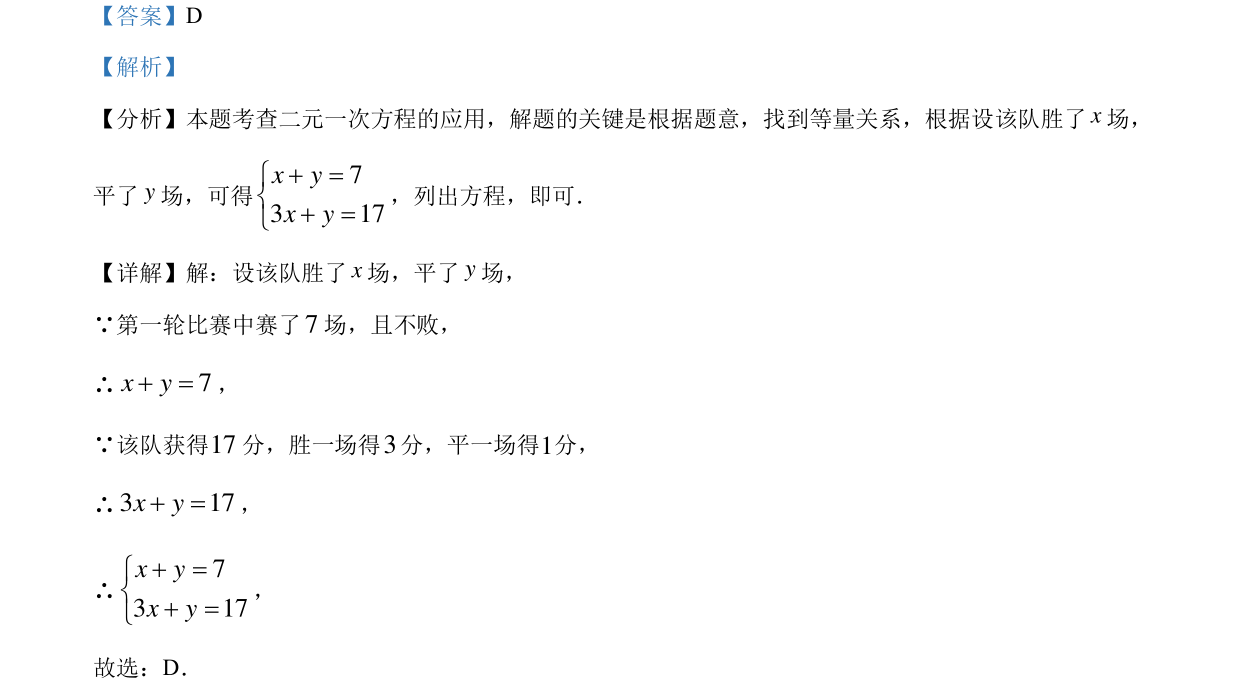 【答案】D
【解析】
【分析】本题考查二元一次方程的应用，解题的关键是根据题意，找到等量关系，根据设该队胜了 x 场，
平了 y 场，可得{x + y = 7
3x + y = 17，列出方程，即可．
【详解】解：设该队胜了 x 场，平了 y 场，
∵第一轮比赛中赛了 7 场，且不败，
∴ x + y = 7，
∵该队获得17 分，胜一场得3分，平一场得1分，
∴ 3x + y = 17，
∴ {x + y = 7
3x + y = 17，
故选：D．